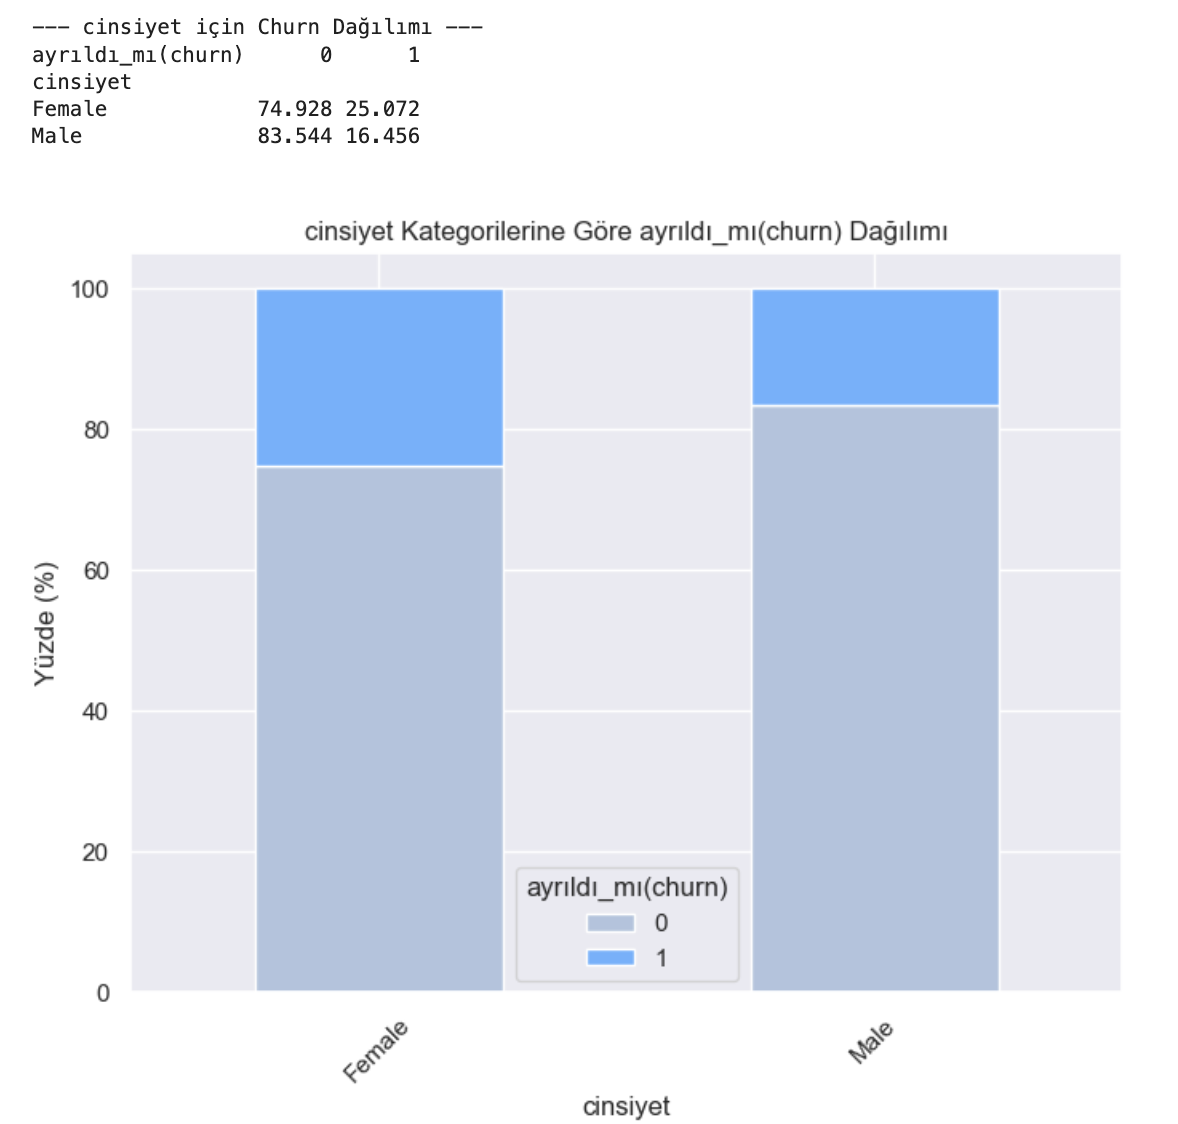 --- cinsiyet için Churn Dağılımı ---
ayrıldı_mı(churn) 0 1
cinsiyet
Female 74.928 25.072
Male 83.544 16.456
cinsiyet Kategorilerine Göre ayrıldı_mı(churn) Dağılımı
100
80
60
40
20
0
Yüzde (%)
ayrıldı_mı(churn)
0
1
Female
Male
cinsiyet